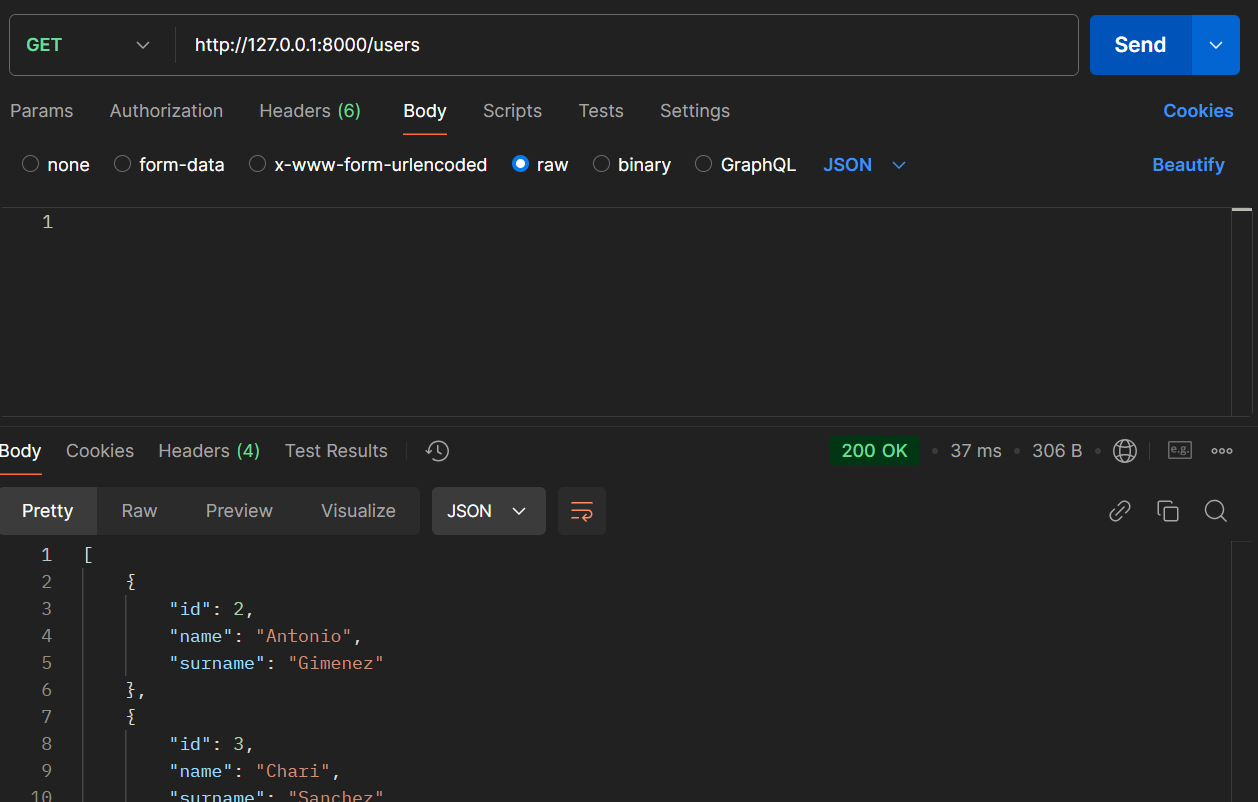 GET http://127.0.0.1:8000/users Send
Params Authorization Headers (6) Body Scripts Tests Settings Cookies
none form-data x-www-form-urlencoded raw binary GraphQL JSON Beautify
1
Body Cookies Headers (4) Test Results 200 OK 37 ms 306 B e.g.
Pretty Raw Preview Visualize JSON
1 [
2 {
3 "id": 2,
4 "name": "Antonio",
5 "surname": "Gimenez"
6 },
7 {
8 "id": 3,
9 "name": "Chari",
10 "surname": "Sanchez"